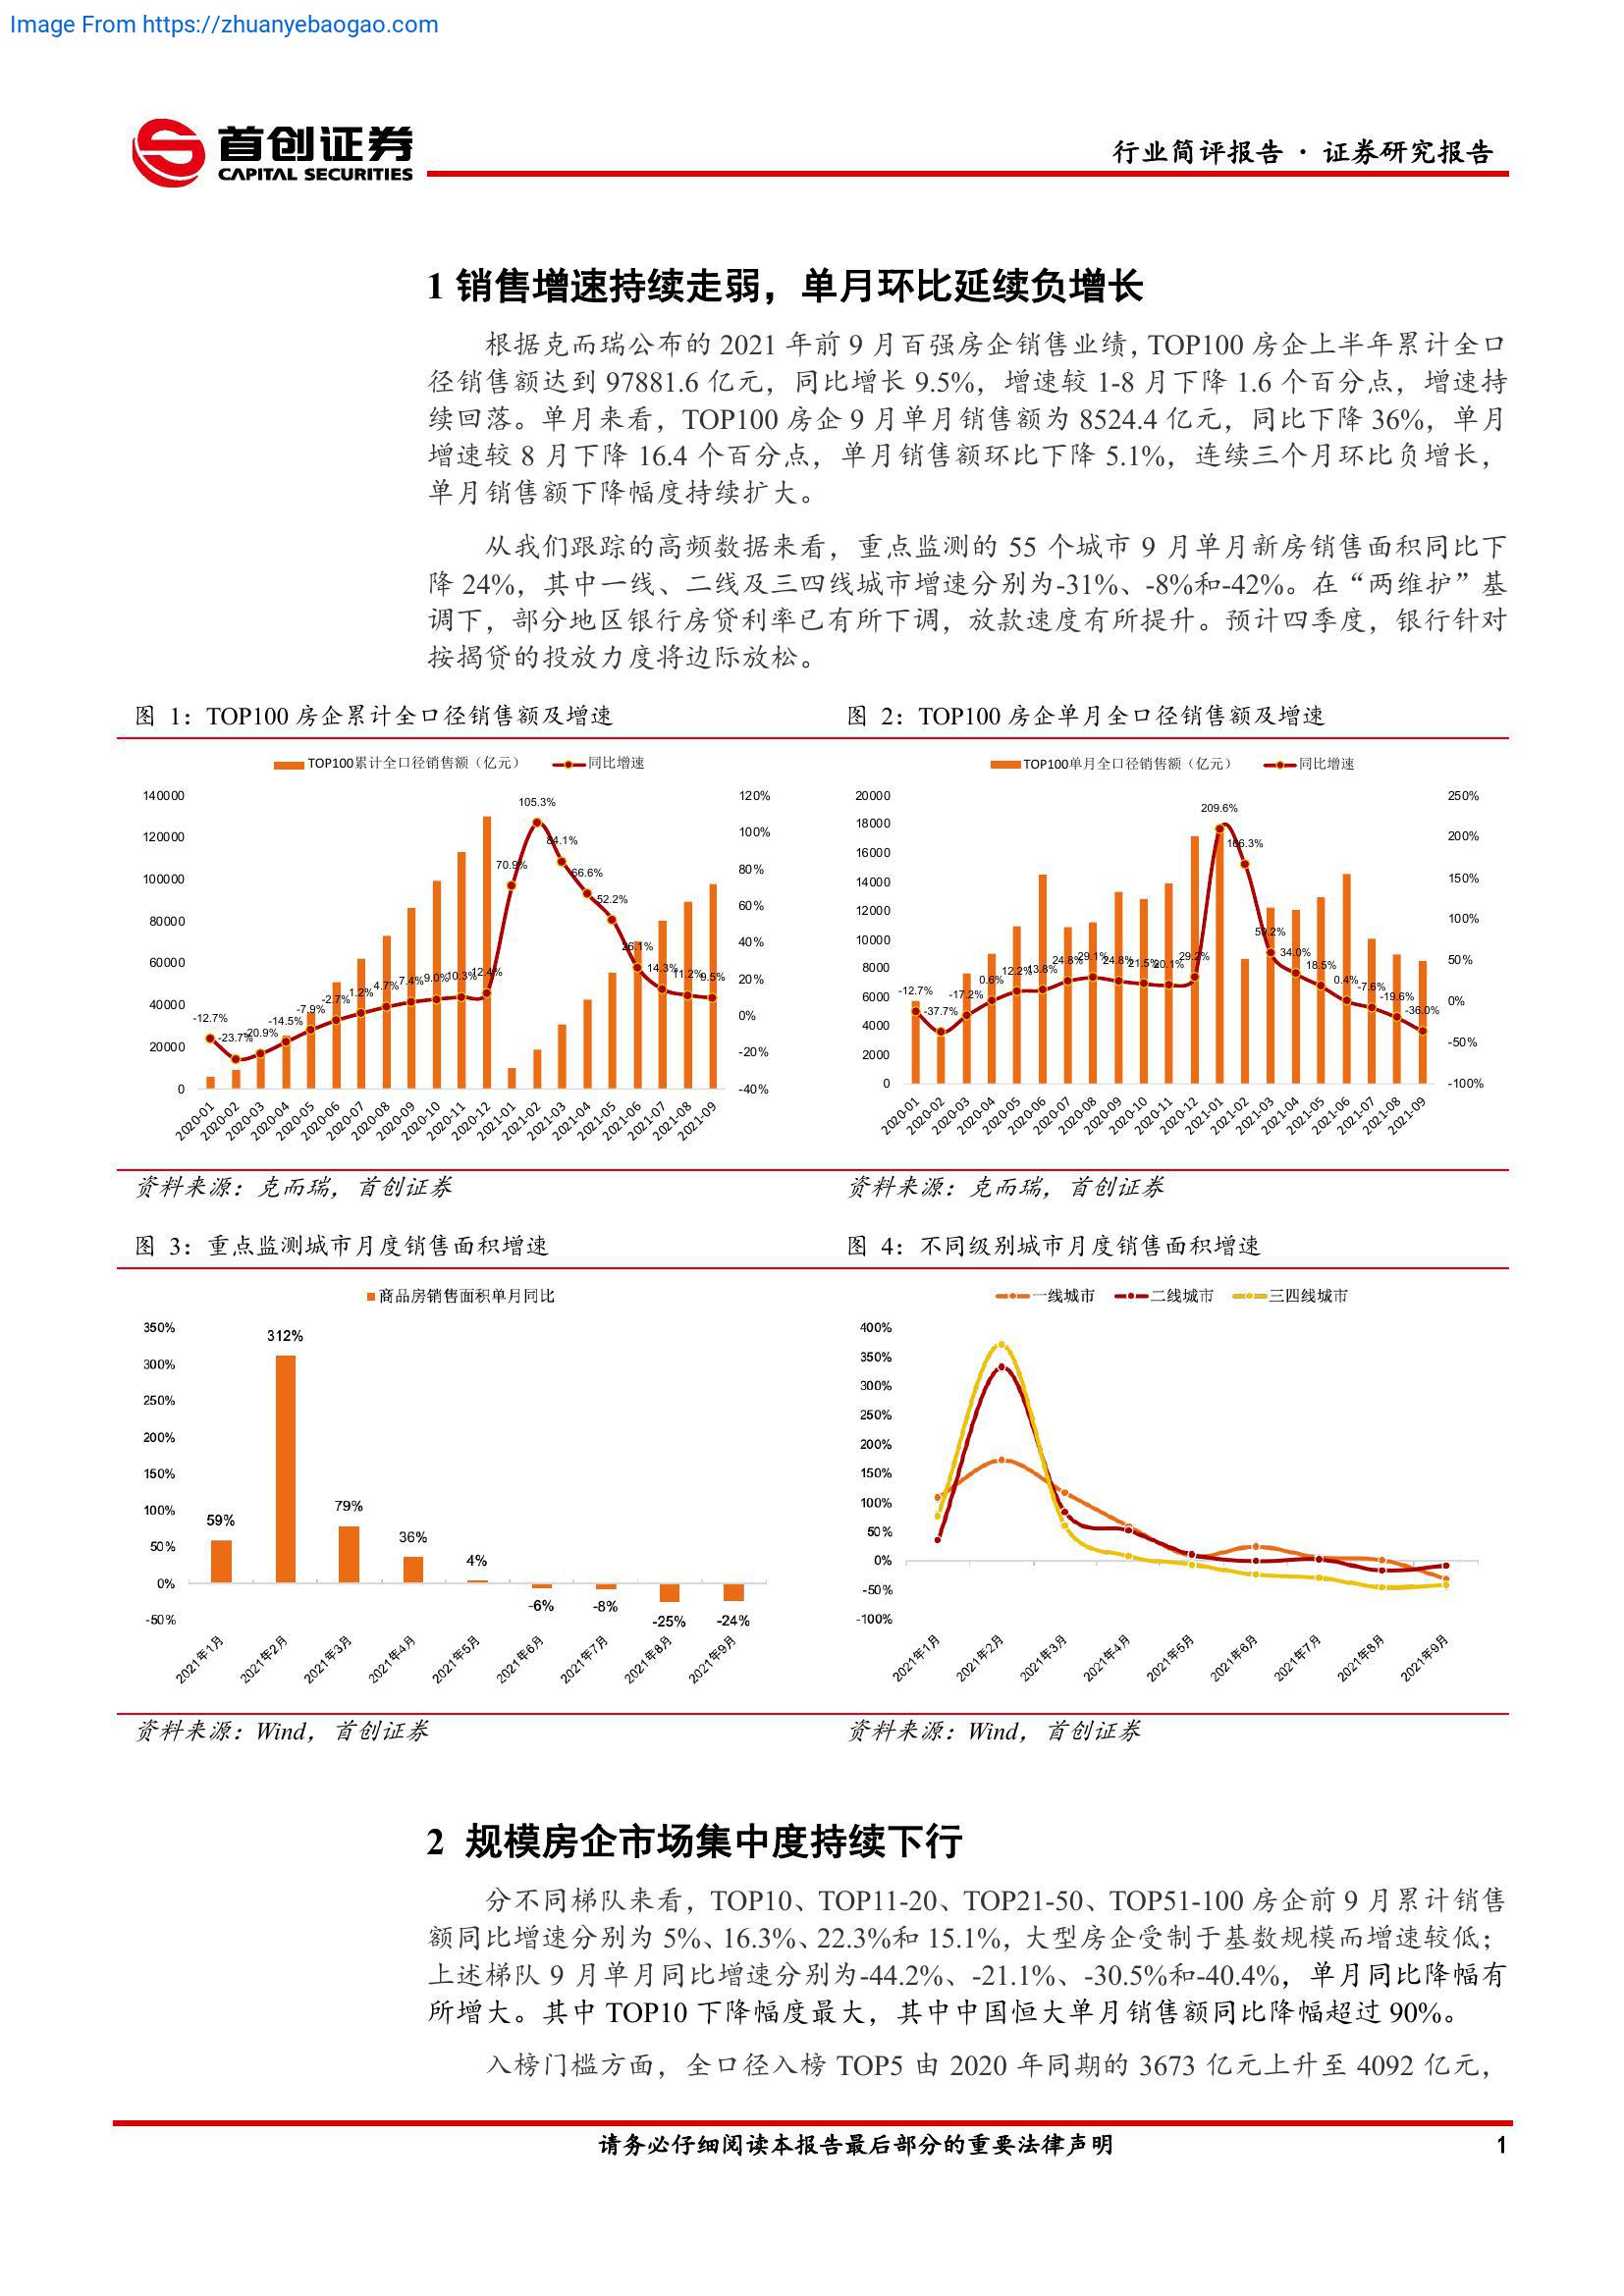 Image From https://zhuanyebaogao.com
首创证券
CAPITAL SECURITIES
行业简评报告 · 证券研究报告
1 销售增速持续走弱，单月环比延续负增长
根据克而瑞公布的 2021 年前 9 月百强房企销售业绩，TOP100 房企上半年累计全口
径销售额达到 97881.6 亿元，同比增长 9.5%，增速较 1-8 月下降 1.6 个百分点，增速持
续回落。单月来看，TOP100 房企 9 月单月销售额为 8524.4 亿元，同比下降 36%，单月
增速较 8 月下降 16.4 个百分点，单月销售额环比下降 5.1%，连续三个月环比负增长，
单月销售额下降幅度持续扩大。
从我们跟踪的高频数据来看，重点监测的 55 个城市 9 月单月新房销售面积同比下
降 24%，其中一线、二线及三四线城市增速分别为-31%、-8%和-42%。在“两维护”基
调下，部分地区银行房贷利率已有所下调，放款速度有所提升。预计四季度，银行针对
按揭贷的投放力度将边际放松。
图 1：TOP100 房企累计全口径销售额及增速
TOP100累计全口径销售额（亿元） 同比增速
140000
120000
100000
80000
60000
40000
20000
0
120%
100%
80%
60%
40%
20%
0%
-20%
-40%
-12.7% -23.7% -20.9% -14.5% -7.9% -2.7% 1.2% 4.7% 7.4% 9.0% 10.3% 12.4% 70.9% 105.3% 84.1% 66.6% 52.2% 26.1% 14.3% 11.2% 9.5%
2020-01 2020-02 2020-03 2020-04 2020-05 2020-06 2020-07 2020-08 2020-09 2020-10 2020-11 2020-12 2021-01 2021-02 2021-03 2021-04 2021-05 2021-06 2021-07 2021-08 2021-09
资料来源：克而瑞，首创证券
图 2：TOP100 房企单月全口径销售额及增速
TOP100单月全口径销售额（亿元） 同比增速
20000
18000
16000
14000
12000
10000
8000
6000
4000
2000
0
250%
200%
150%
100%
50%
0%
-50%
-100%
-12.7% -37.7% -17.2% 0.6% 12.2% 13.8% 24.8% 29.1% 24.8% 21.5% 20.1% 29.2% 209.6% 166.3% 59.2% 34.0% 18.5% 0.4% -7.6% -19.6% -36.0%
2020-01 2020-02 2020-03 2020-04 2020-05 2020-06 2020-07 2020-08 2020-09 2020-10 2020-11 2020-12 2021-01 2021-02 2021-03 2021-04 2021-05 2021-06 2021-07 2021-08 2021-09
资料来源：克而瑞，首创证券
图 3：重点监测城市月度销售面积增速
商品房销售面积单月同比
350%
300%
250%
200%
150%
100%
50%
0%
-50%
59% 312% 79% 36% 4% -6% -8% -25% -24%
2021年1月 2021年2月 2021年3月 2021年4月 2021年5月 2021年6月 2021年7月 2021年8月 2021年9月
资料来源：Wind，首创证券
图 4：不同级别城市月度销售面积增速
一线城市 二线城市 三四线城市
400%
350%
300%
250%
200%
150%
100%
50%
0%
-50%
-100%
2021年1月 2021年2月 2021年3月 2021年4月 2021年5月 2021年6月 2021年7月 2021年8月 2021年9月
资料来源：Wind，首创证券
2 规模房企市场集中度持续下行
分不同梯队来看，TOP10、TOP11-20、TOP21-50、TOP51-100 房企前 9 月累计销售
额同比增速分别为 5%、16.3%、22.3%和 15.1%，大型房企受制于基数规模而增速较低；
上述梯队 9 月单月同比增速分别为-44.2%、-21.1%、-30.5%和-40.4%，单月同比降幅有
所增大。其中 TOP10 下降幅度最大，其中中国恒大单月销售额同比降幅超过 90%。
入榜门槛方面，全口径入榜 TOP5 由 2020 年同期的 3673 亿元上升至 4092 亿元，
请务必仔细阅读本报告最后部分的重要法律声明
1